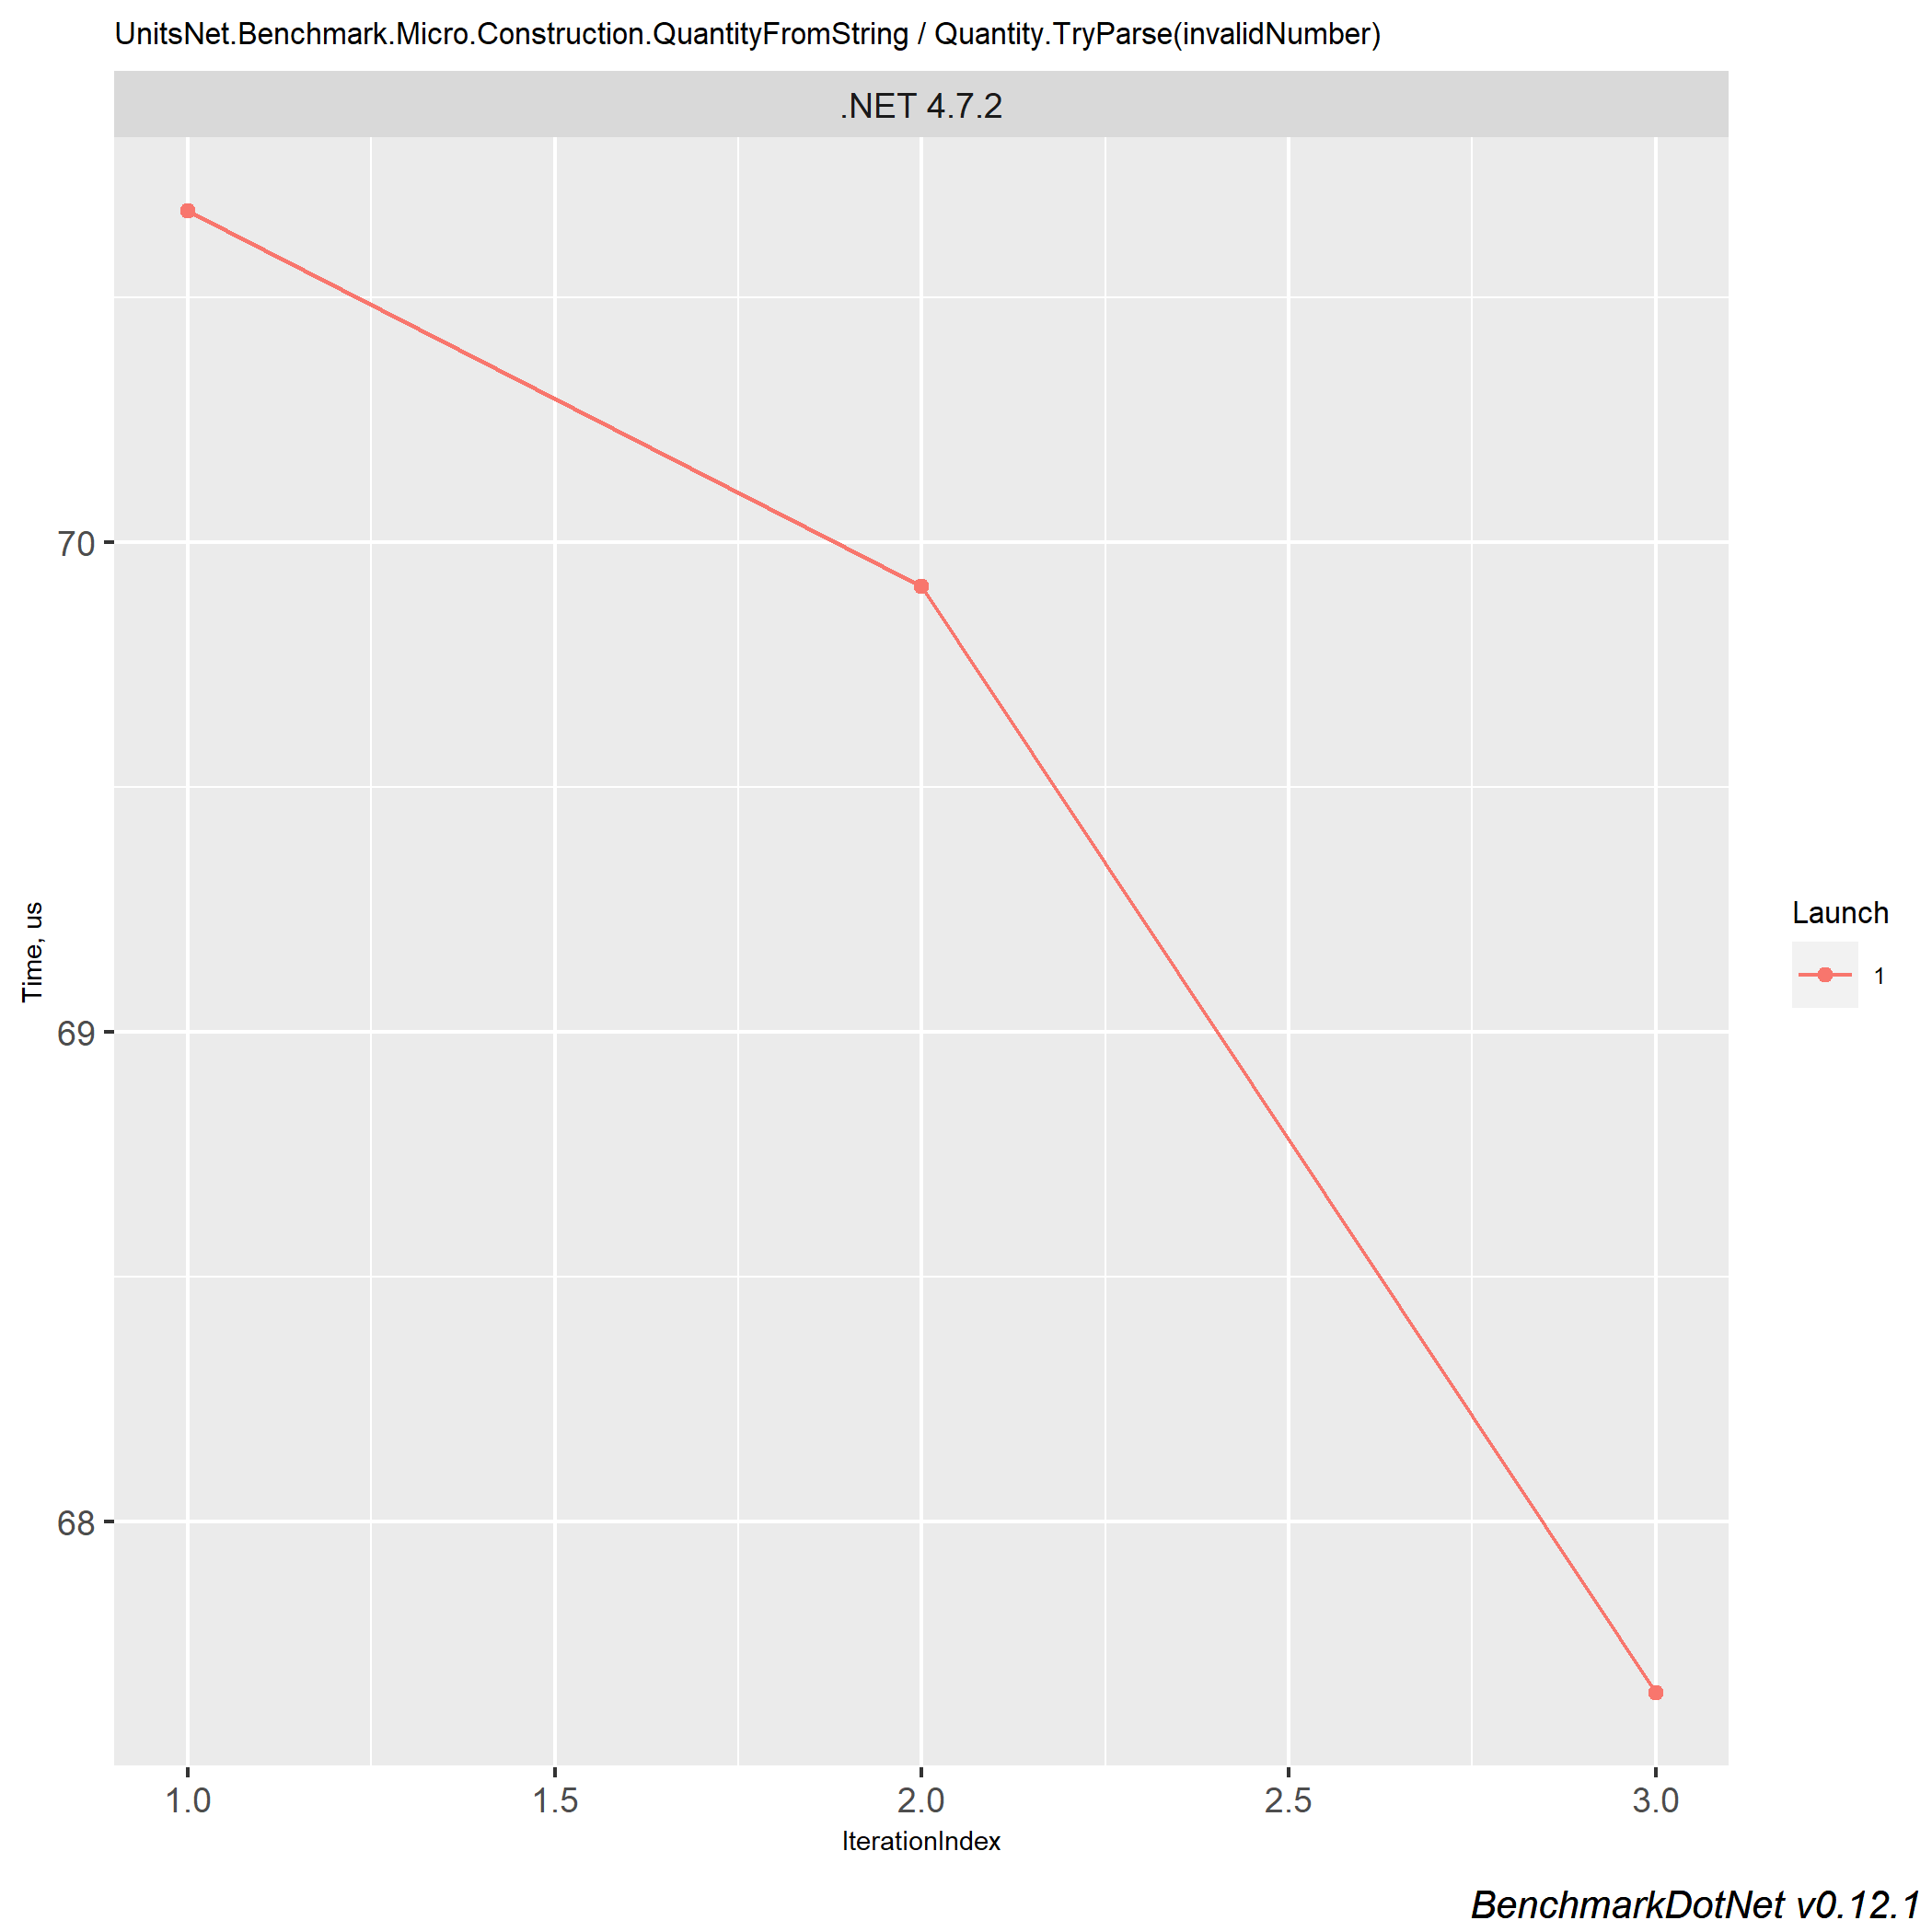 UnitsNet.Benchmark.Micro.Construction.QuantityFromString / Quantity.TryParse(invalidNumber)
.NET 4.7.2
70
69
68
Time, us
Launch
1
1.0 1.5 2.0 2.5 3.0
IterationIndex
BenchmarkDotNet v0.12.1